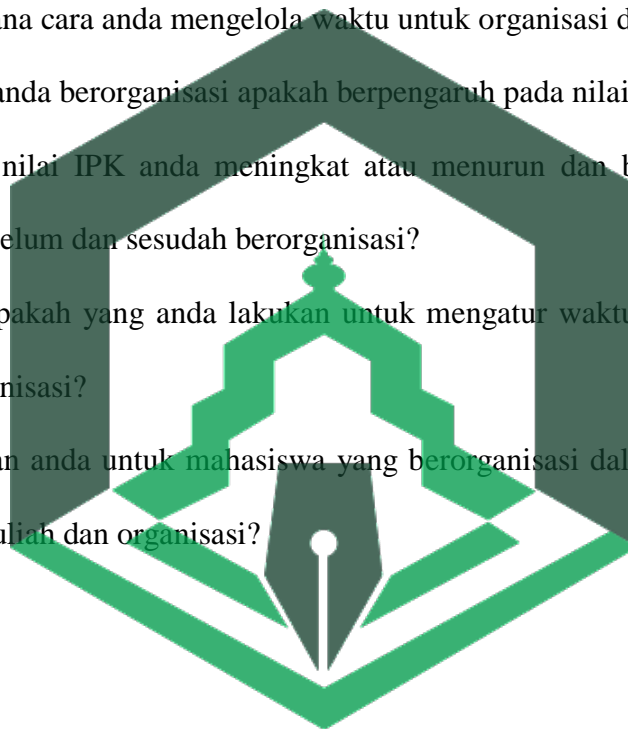 ana cara anda mengelola waktu untuk organisasi d
anda berorganisasi apakah berpengaruh pada nilai
nilai IPK anda meningkat atau menurun dan b
elum dan sesudah berorganisasi?
pakah yang anda lakukan untuk mengatur waktu
nisasi?
an anda untuk mahasiswa yang berorganisasi dal
uliah dan organisasi?